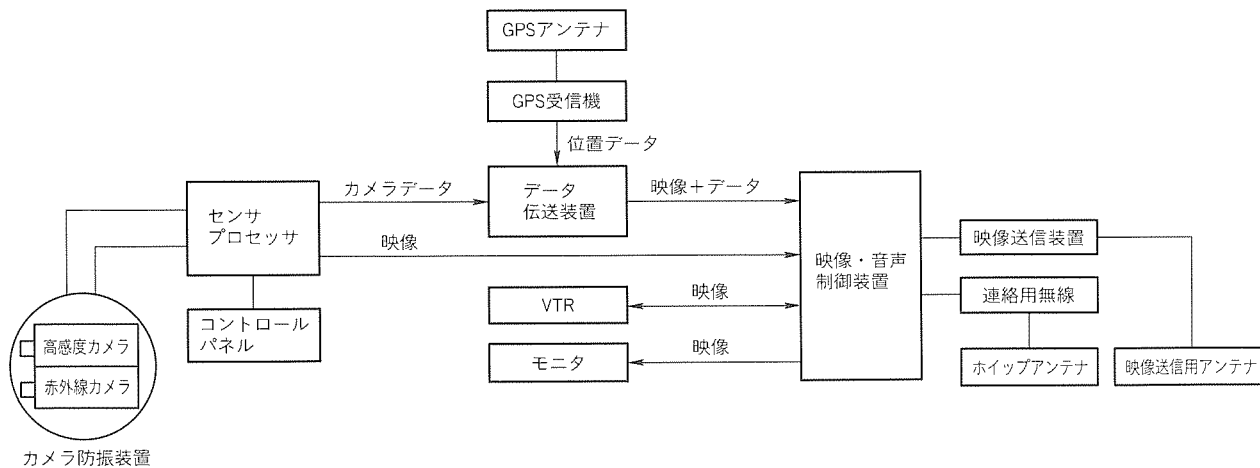 GPSアンテナ
GPS受信機
位置データ
カメラデータ
データ
伝送装置
映像＋データ
センサ
プロセッサ
映像
映像・音声
制御装置
映像送信装置
連絡用無線
VTR
映像
コントロール
パネル
モニタ
映像
ホイップアンテナ
映像送信用アンテナ
高感度カメラ
赤外線カメラ
カメラ防振装置